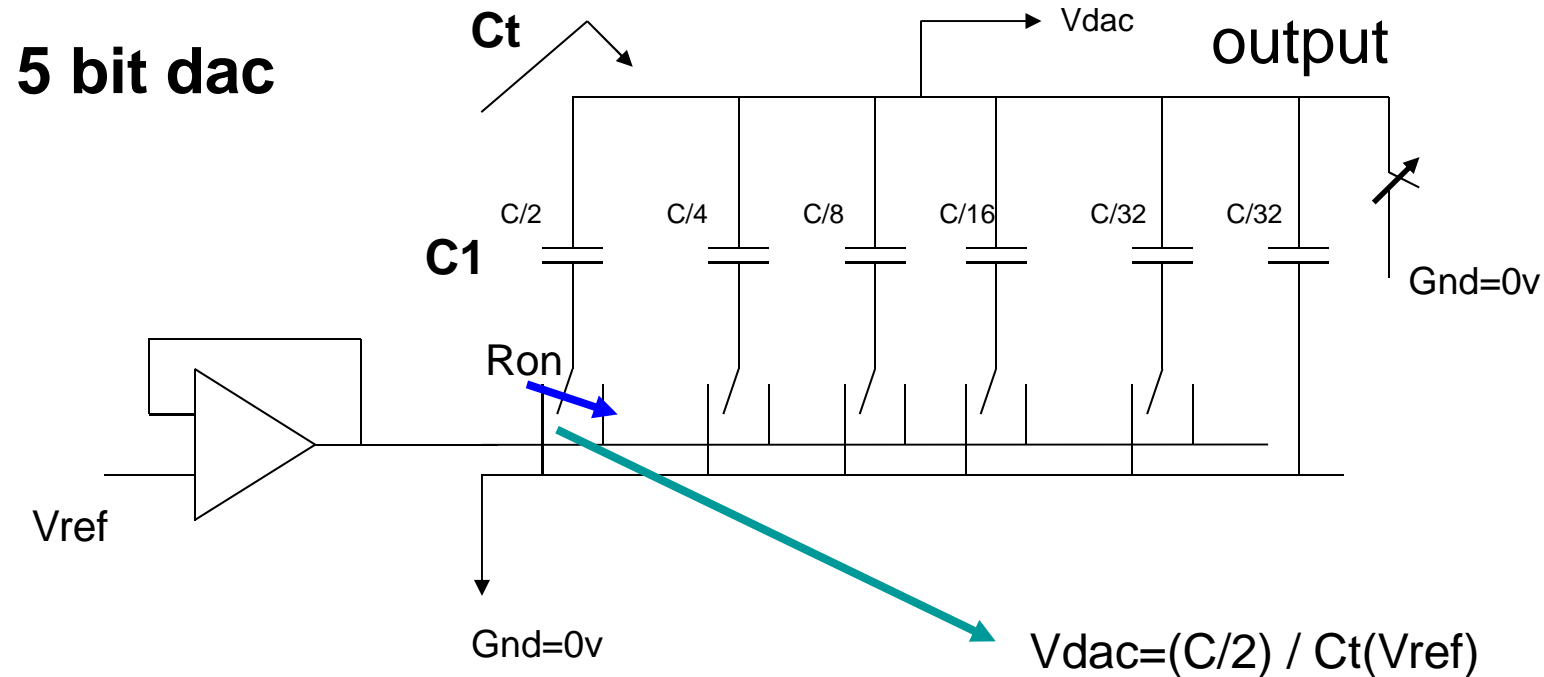 5 bit dac
Ct
Vdac
output
C/2
C/4
C/8
C/16
C/32
C/32
C1
Gnd=0v
Ron
Vref
Gnd=0v
Vdac=(C/2) / Ct(Vref)